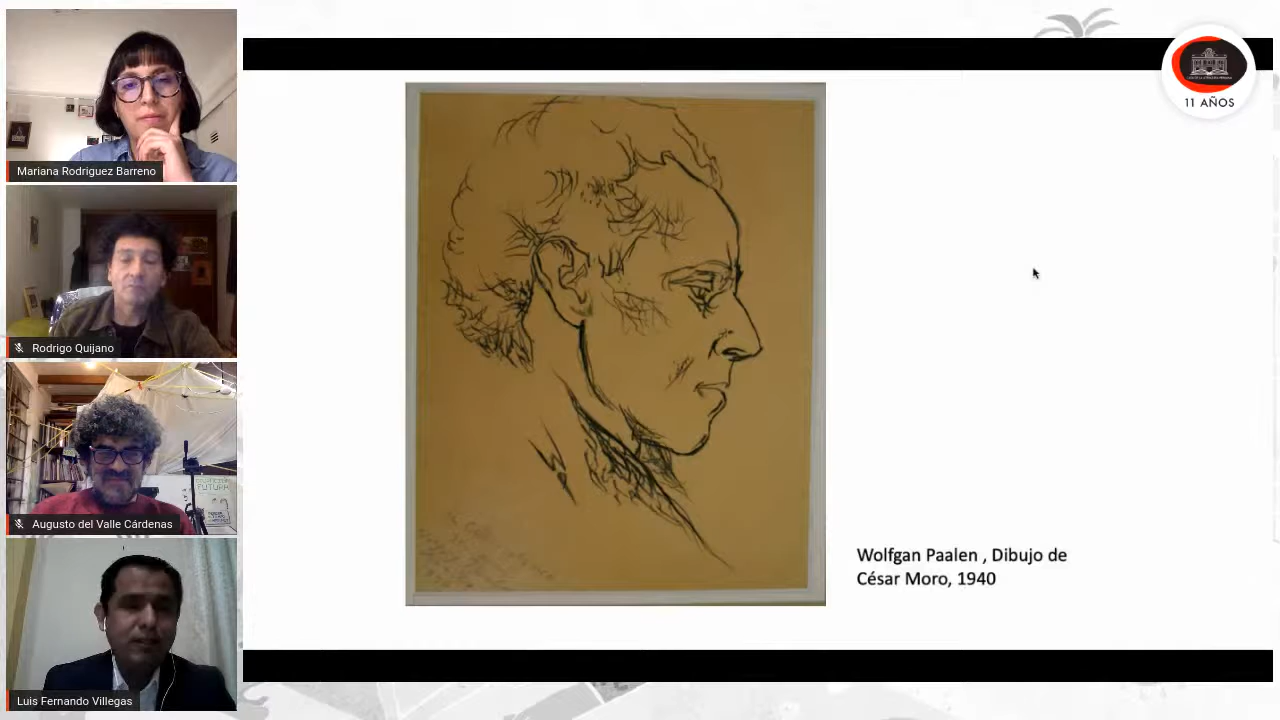 Mariana Rodriguez Barreno
Rodrigo Quijano
Augusto del Valle Cárdenas
Luis Fernando Villegas
11 AÑOS
Wolfgan Paalen , Dibujo de
César Moro, 1940